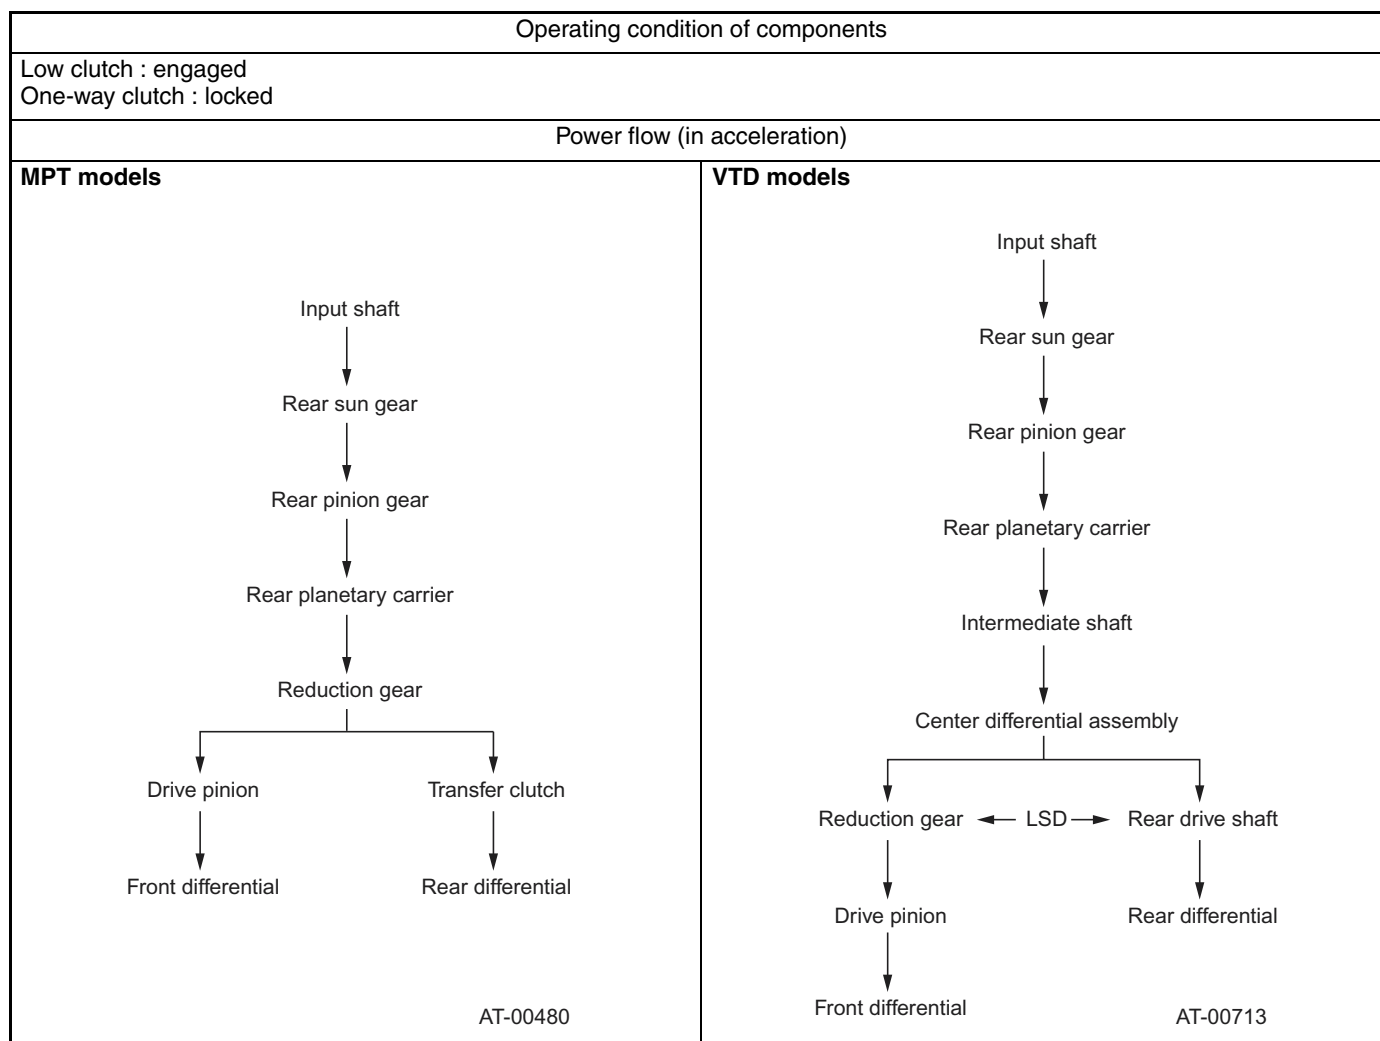 Operating condition of components
Low clutch : engaged
One-way clutch : locked
Power flow (in acceleration)
MPT models
Input shaft
Rear sun gear
Rear pinion gear
Rear planetary carrier
Reduction gear
Drive pinion
Transfer clutch
Front differential
Rear differential
AT-00480
VTD models
Input shaft
Rear sun gear
Rear pinion gear
Rear planetary carrier
Intermediate shaft
Center differential assembly
Reduction gear
LSD
Rear drive shaft
Drive pinion
Rear differential
Front differential
AT-00713